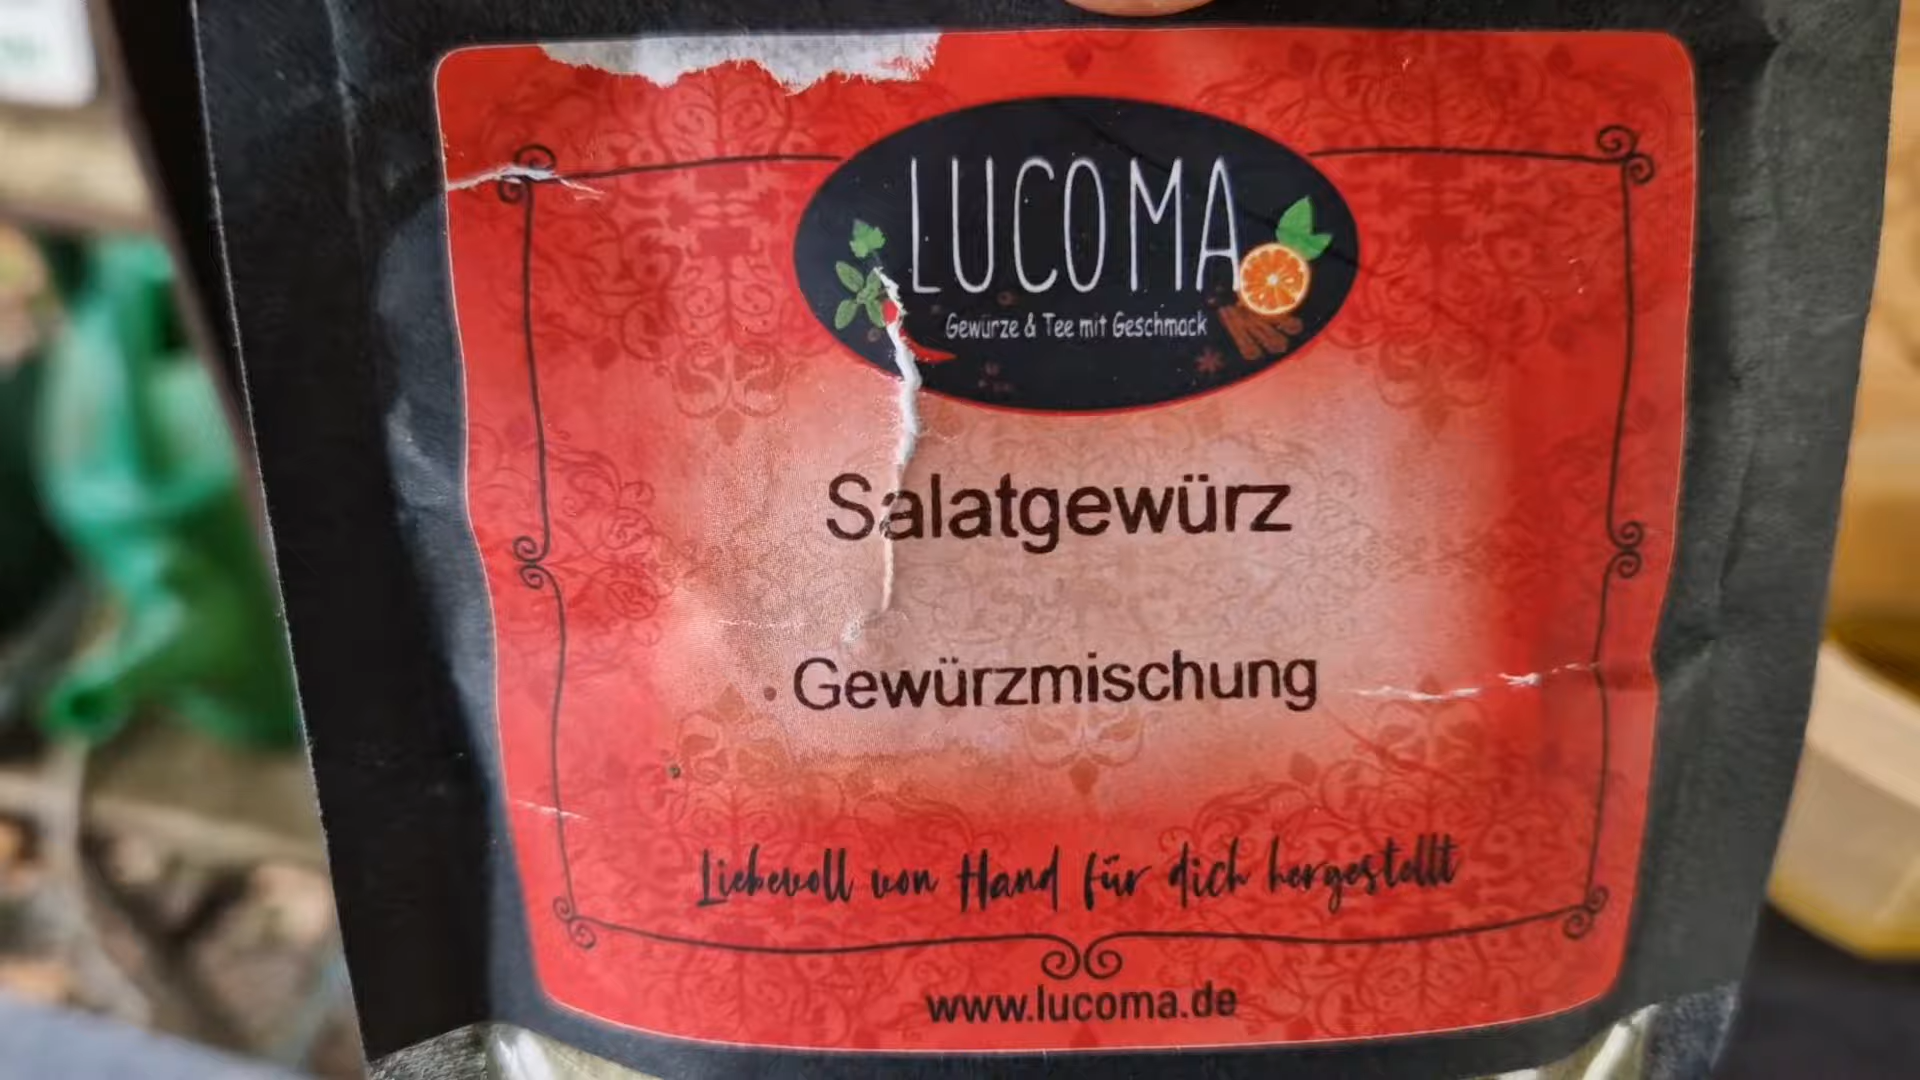 LUCOMA
Gewürze & Tee mit Geschmack
Salatgewürz
Gewürzmischung
Liebevoll von Hand für dich hergestellt
www.lucoma.de